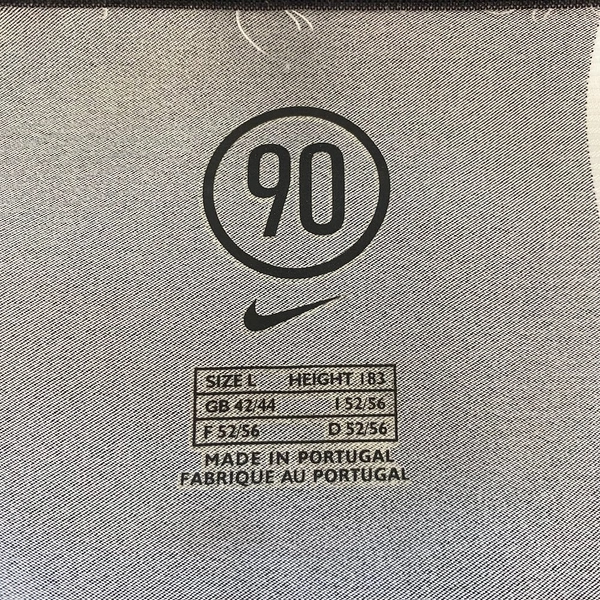 90
SIZE L HEIGHT 183
GB 42/44 I 52/56
F 52/56 D 52/56
MADE IN PORTUGAL
FABRIQUE AU PORTUGAL